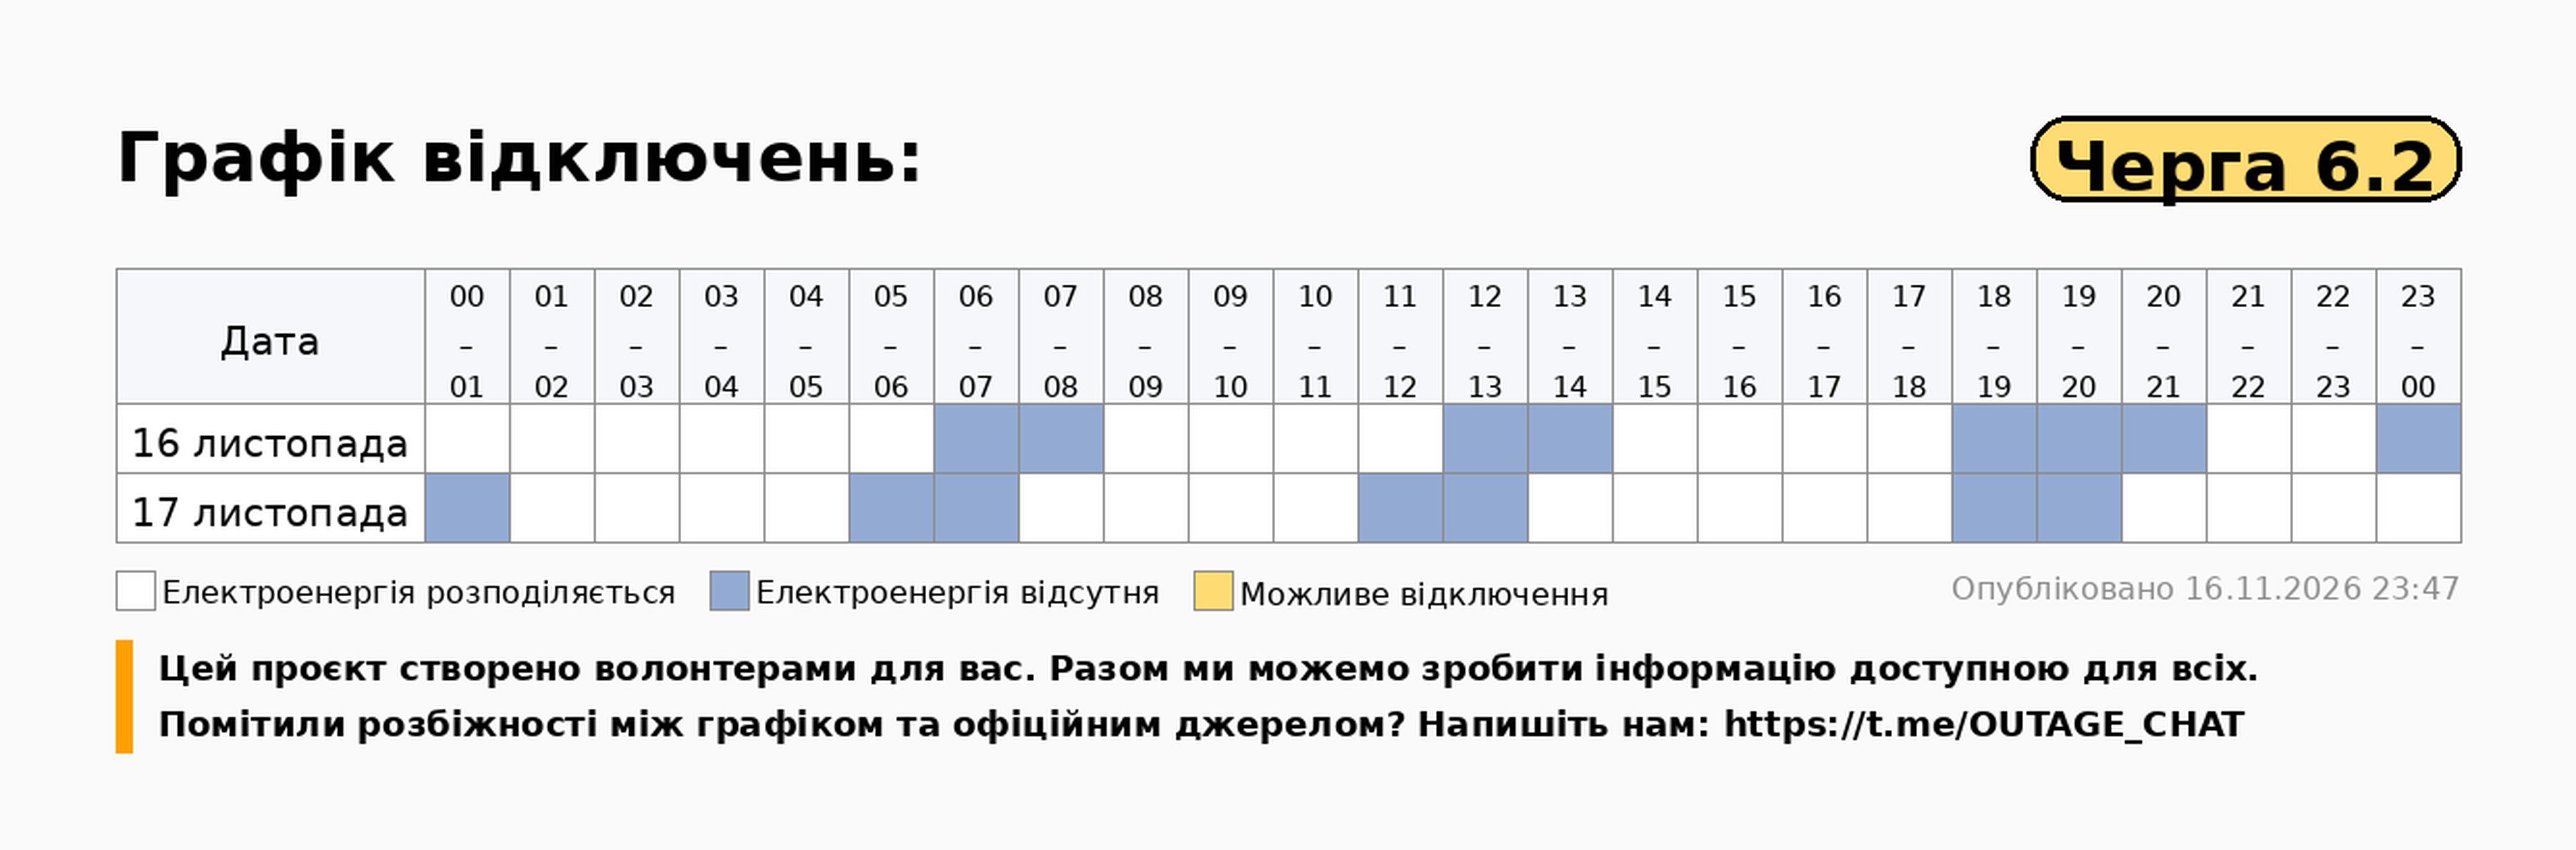 Графік відключень:
Черга 6.2
Дата 00 – 01 01 – 02 02 – 03 03 – 04 04 – 05 05 – 06 06 – 07 07 – 08 08 – 09 09 – 10 10 – 11 11 – 12 12 – 13 13 – 14 14 – 15 15 – 16 16 – 17 17 – 18 18 – 19 19 – 20 20 – 21 21 – 22 22 – 23 23 – 00
16 листопада
17 листопада
Електроенергія розподіляється Електроенергія відсутня Можливе відключення Опубліковано 16.11.2026 23:47
Цей проєкт створено волонтерами для вас. Разом ми можемо зробити інформацію доступною для всіх.
Помітили розбіжності між графіком та офіційним джерелом? Напишіть нам: https://t.me/OUTAGE_CHAT